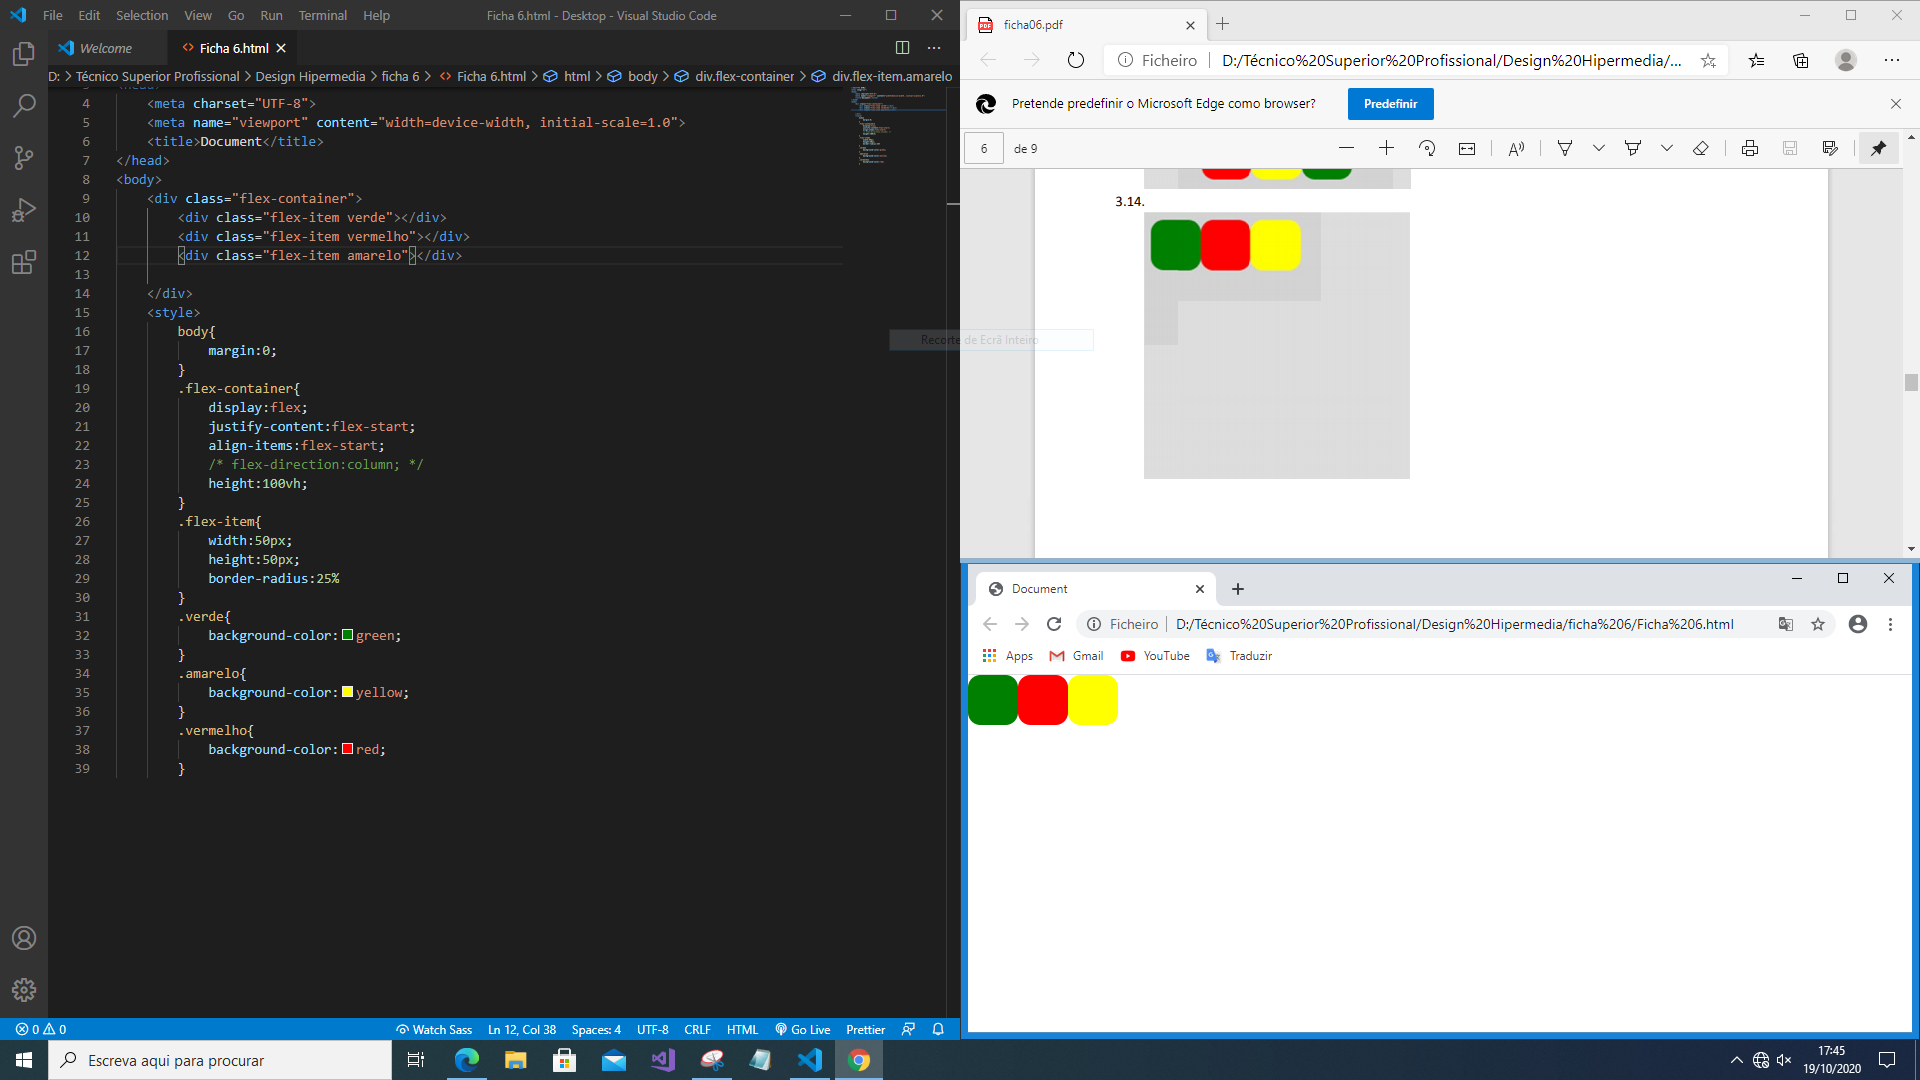 File Edit Selection View Go Run Terminal Help
Ficha 6.html - Desktop - Visual Studio Code
Welcome
Ficha 6.html
D: > Técnico Superior Profissional > Design Hipermedia > ficha 6 > Ficha 6.html > html > body > div.flex-container > div.flex-item.amarelo
3 <head>
4 <meta charset="UTF-8">
5 <meta name="viewport" content="width=device-width, initial-scale=1.0">
6 <title>Document</title>
7 </head>
8 <body>
9 <div class="flex-container">
10 <div class="flex-item verde"></div>
11 <div class="flex-item vermelho"></div>
12 <div class="flex-item amarelo"></div>
13
14 </div>
15 <style>
16 body{
17 margin:0;
18 }
19 .flex-container{
20 display:flex;
21 justify-content:flex-start;
22 align-items:flex-start;
23 /* flex-direction:column; */
24 height:100vh;
25 }
26 .flex-item{
27 width:50px;
28 height:50px;
29 border-radius:25%
30 }
31 .verde{
32 background-color:green;
33 }
34 .amarelo{
35 background-color:yellow;
36 }
37 .vermelho{
38 background-color:red;
39 }
0 0
Watch Sass
Ln 12, Col 38
Spaces: 4
UTF-8
CRLF
HTML
Go Live
Prettier
ficha06.pdf
Ficheiro
D:/Técnico%20Superior%20Profissional/Design%20Hipermedia/...
Pretende predefinir o Microsoft Edge como browser?
Predefinir
6 de 9
3.14.
Recorte de Ecrã Inteiro
Document
Ficheiro
D:/Técnico%20Superior%20Profissional/Design%20Hipermedia/ficha%206/Ficha%206.html
Apps Gmail YouTube Traduzir
Escreva aqui para procurar
17:45
19/10/2020